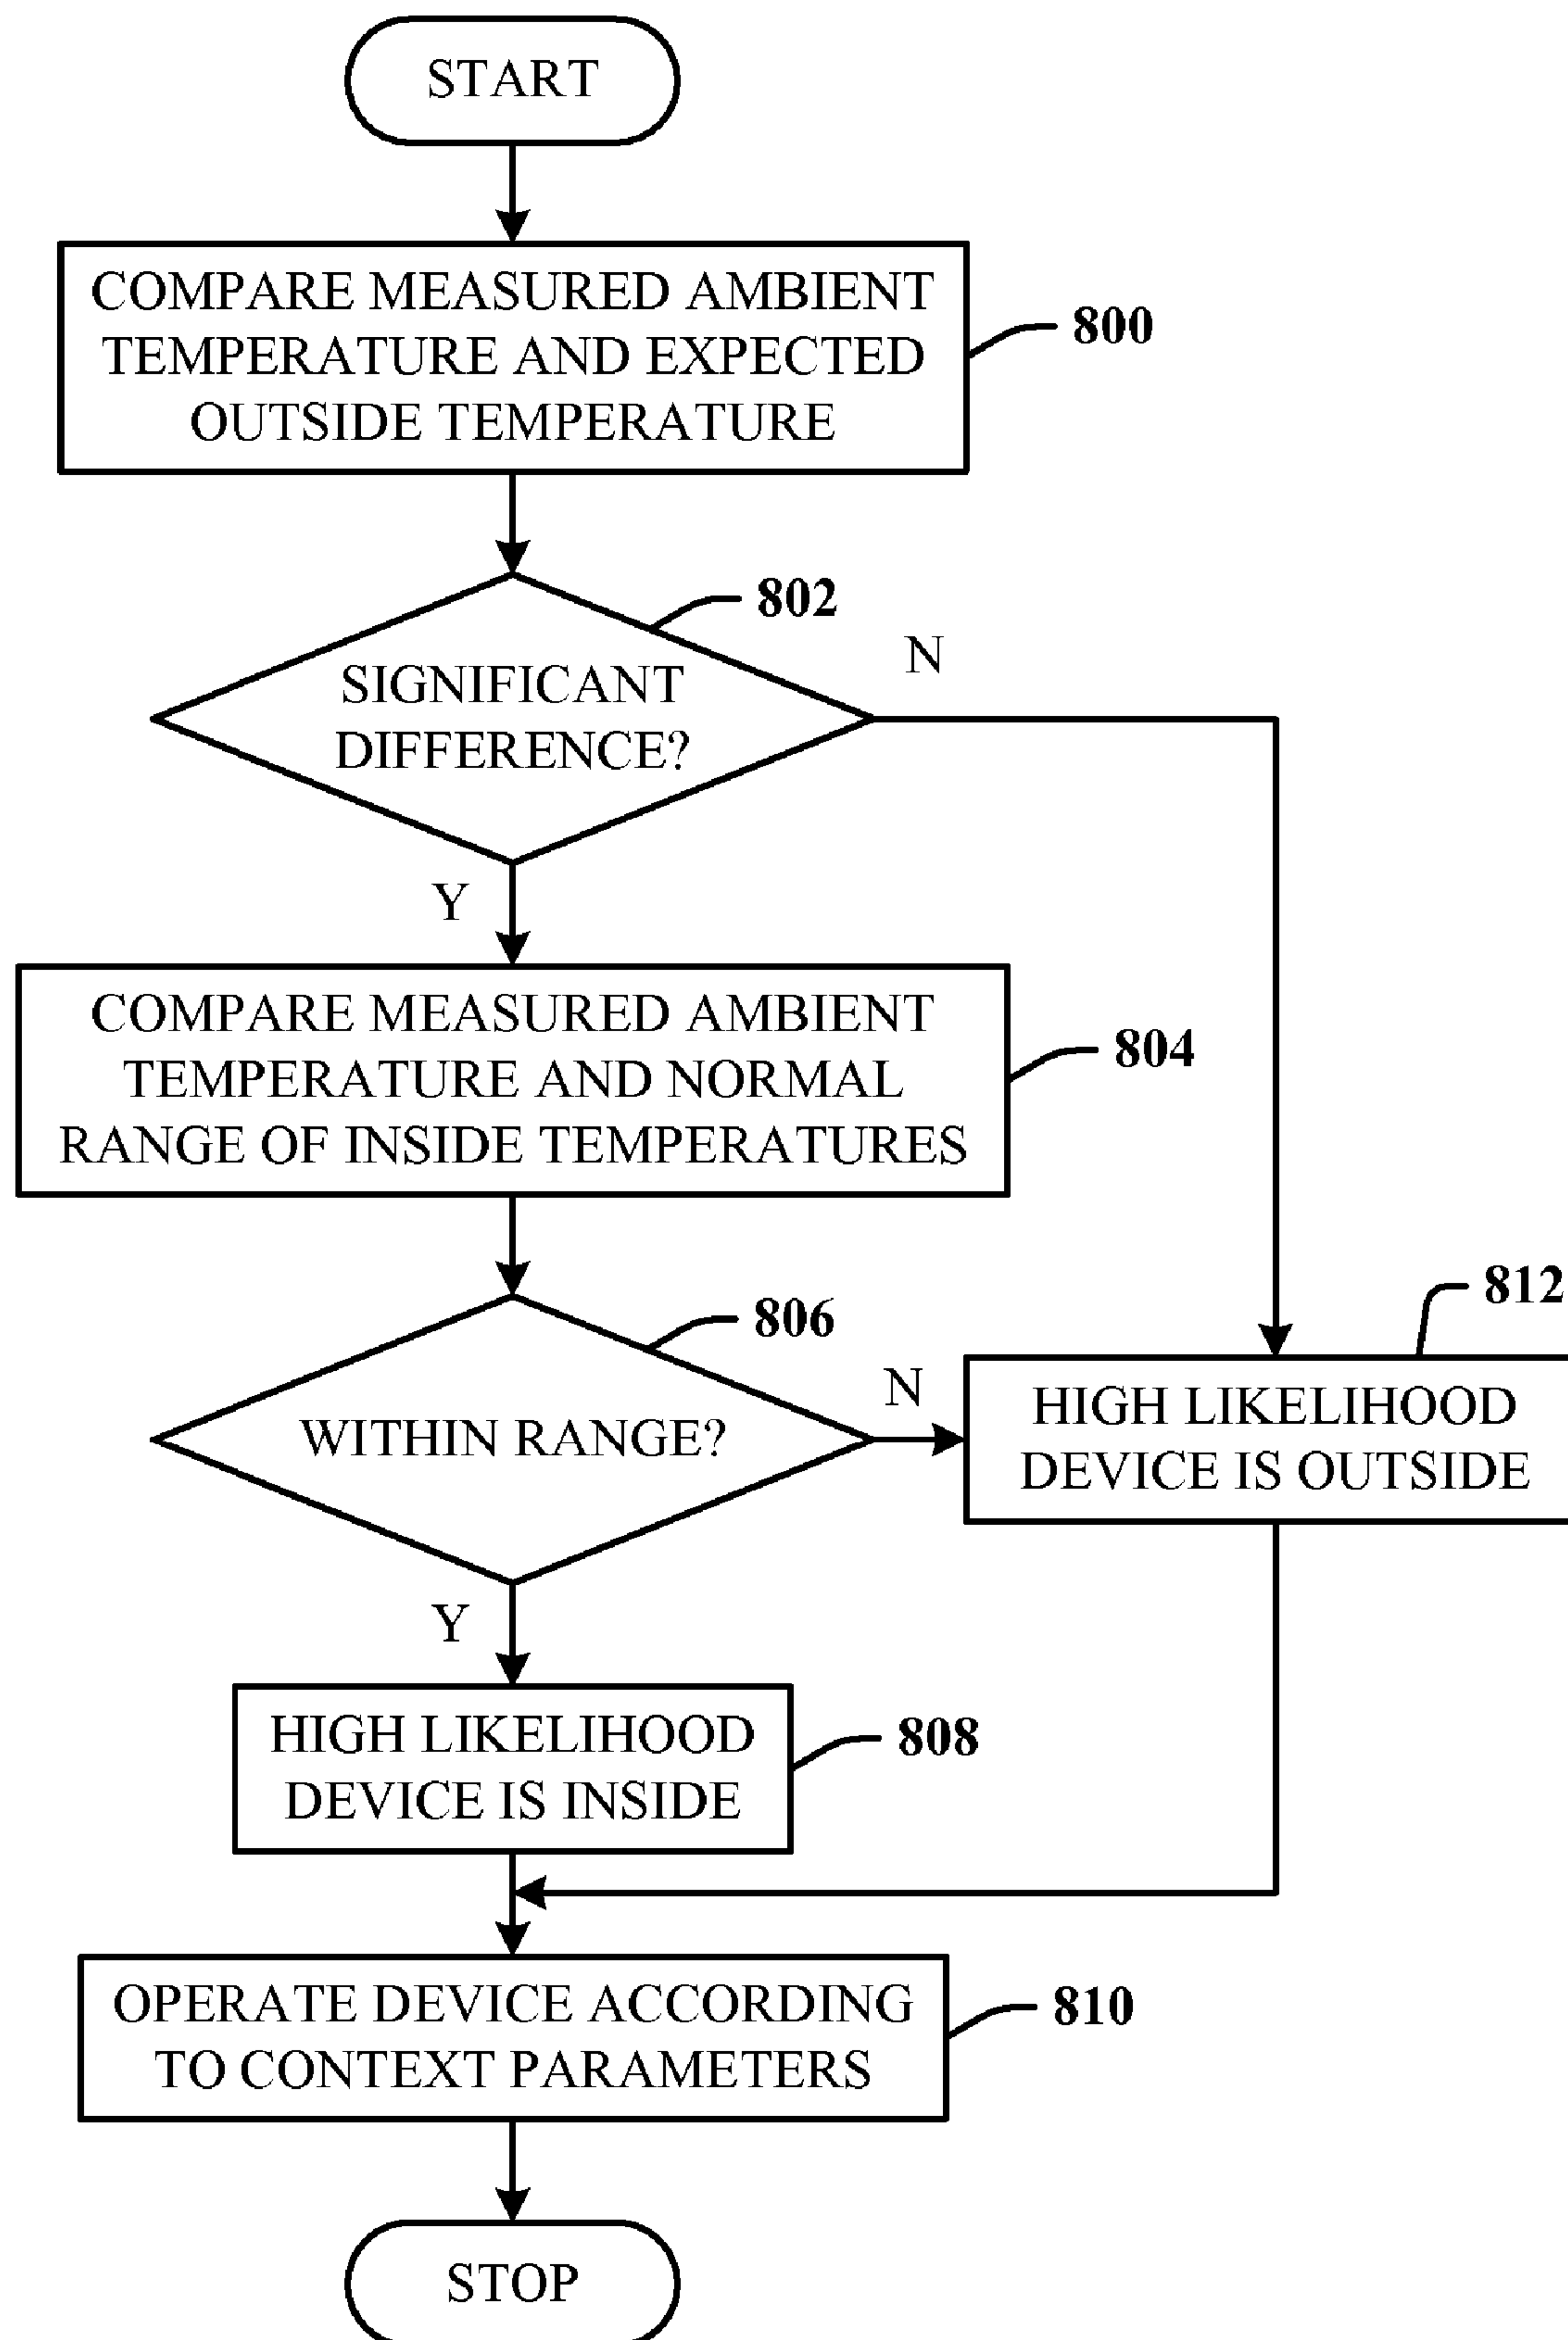 START
COMPARE MEASURED AMBIENT
TEMPERATURE AND EXPECTED
OUTSIDE TEMPERATURE
800
802
SIGNIFICANT
DIFFERENCE?
N
Y
COMPARE MEASURED AMBIENT
TEMPERATURE AND NORMAL
RANGE OF INSIDE TEMPERATURES
804
806
WITHIN RANGE?
N
812
HIGH LIKELIHOOD
DEVICE IS OUTSIDE
Y
HIGH LIKELIHOOD
DEVICE IS INSIDE
808
OPERATE DEVICE ACCORDING
TO CONTEXT PARAMETERS
810
STOP